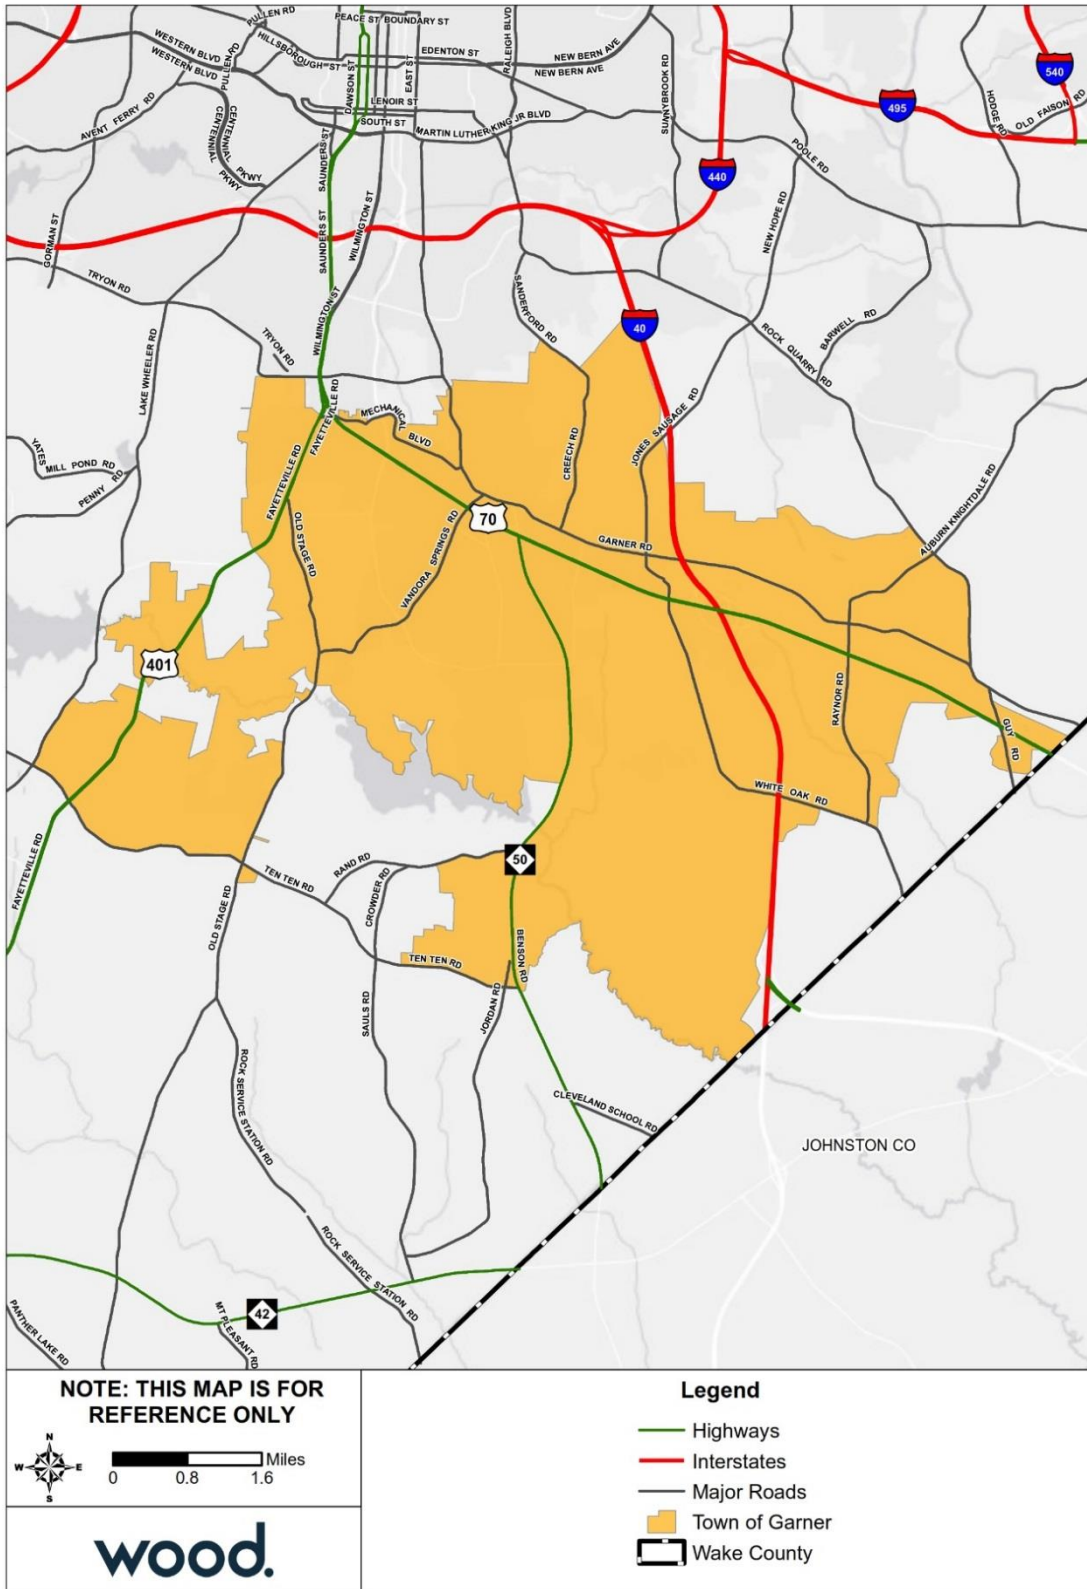 PULLEN RD
PEACE ST
BOUNDARY ST
WESTERN BLVD
WESTERN BLVD
PULLEN RD
HILLSBOROUGH ST
EDENTON ST
RALEIGH BLVD
NEW BERN AVE
NEW BERN AVE
DAWSON ST
EAST ST
LENOIR ST
SOUTH ST
MARTIN LUTHER KING JR BLVD
SUNNYBROOK RD
AVENT FERRY RD
CENTENNIAL PKWY
CENTENNIAL PKWY
540
495
440
HODGE RD
OLD FAISON RD
POOLE RD
NEW HOPE RD
GORMAN ST
SAUNDERS ST
SAUNDERS ST
WILMINGTON ST
WILMINGTON ST
TRYON RD
TRYON RD
LAKE WHEELER RD
SANDERFORD RD
40
ROCK QUARRY RD
BARWELL RD
FAYETTEVILLE RD
FAYETTEVILLE RD
MECHANICAL BLVD
CREECH RD
JONES SAUSAGE RD
YATES MILL POND RD
PENNY RD
OLD STAGE RD
VANDORA SPRINGS RD
70
GARNER RD
AUBURN KNIGHTDALE RD
401
RAYNOR RD
GUY RD
WHITE OAK RD
FAYETTEVILLE RD
50
TEN TEN RD
RAND RD
CROWDER RD
OLD STAGE RD
TEN TEN RD
BENSON RD
JORDAN RD
SAULS RD
ROCK SERVICE STATION RD
CLEVELAND SCHOOL RD
JOHNSTON CO
ROCK SERVICE STATION RD
42
MT PLEASANT RD
PANTHER LAKE RD
NOTE: THIS MAP IS FOR
REFERENCE ONLY
N
W E
S
Miles
0 0.8 1.6
wood.
Legend
Highways
Interstates
Major Roads
Town of Garner
Wake County